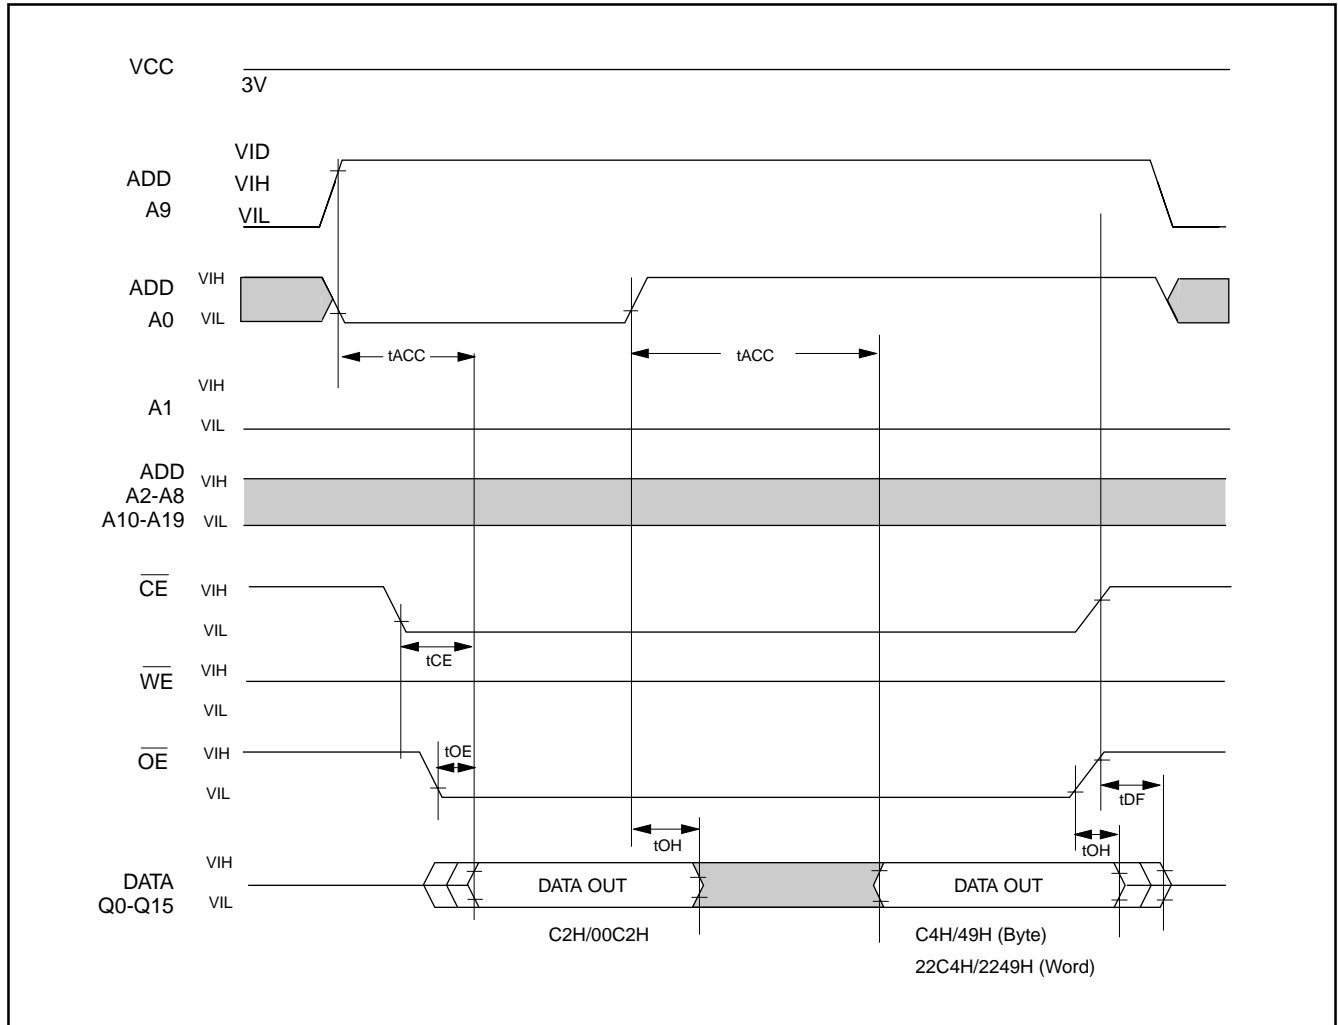 VCC
3V
VID
ADD
VIH
A9
VIL
VIH
ADD
A0
VIL
tACC
tACC
VIH
A1
VIL
ADD
VIH
A2-A8
A10-A19
VIL
CE
VIH
VIL
tCE
WE
VIH
VIL
tOE
OE
VIH
VIL
tDF
tOH
tOH
VIH
DATA
DATA OUT
DATA OUT
Q0-Q15
VIL
C2H/00C2H
C4H/49H (Byte)
22C4H/2249H (Word)